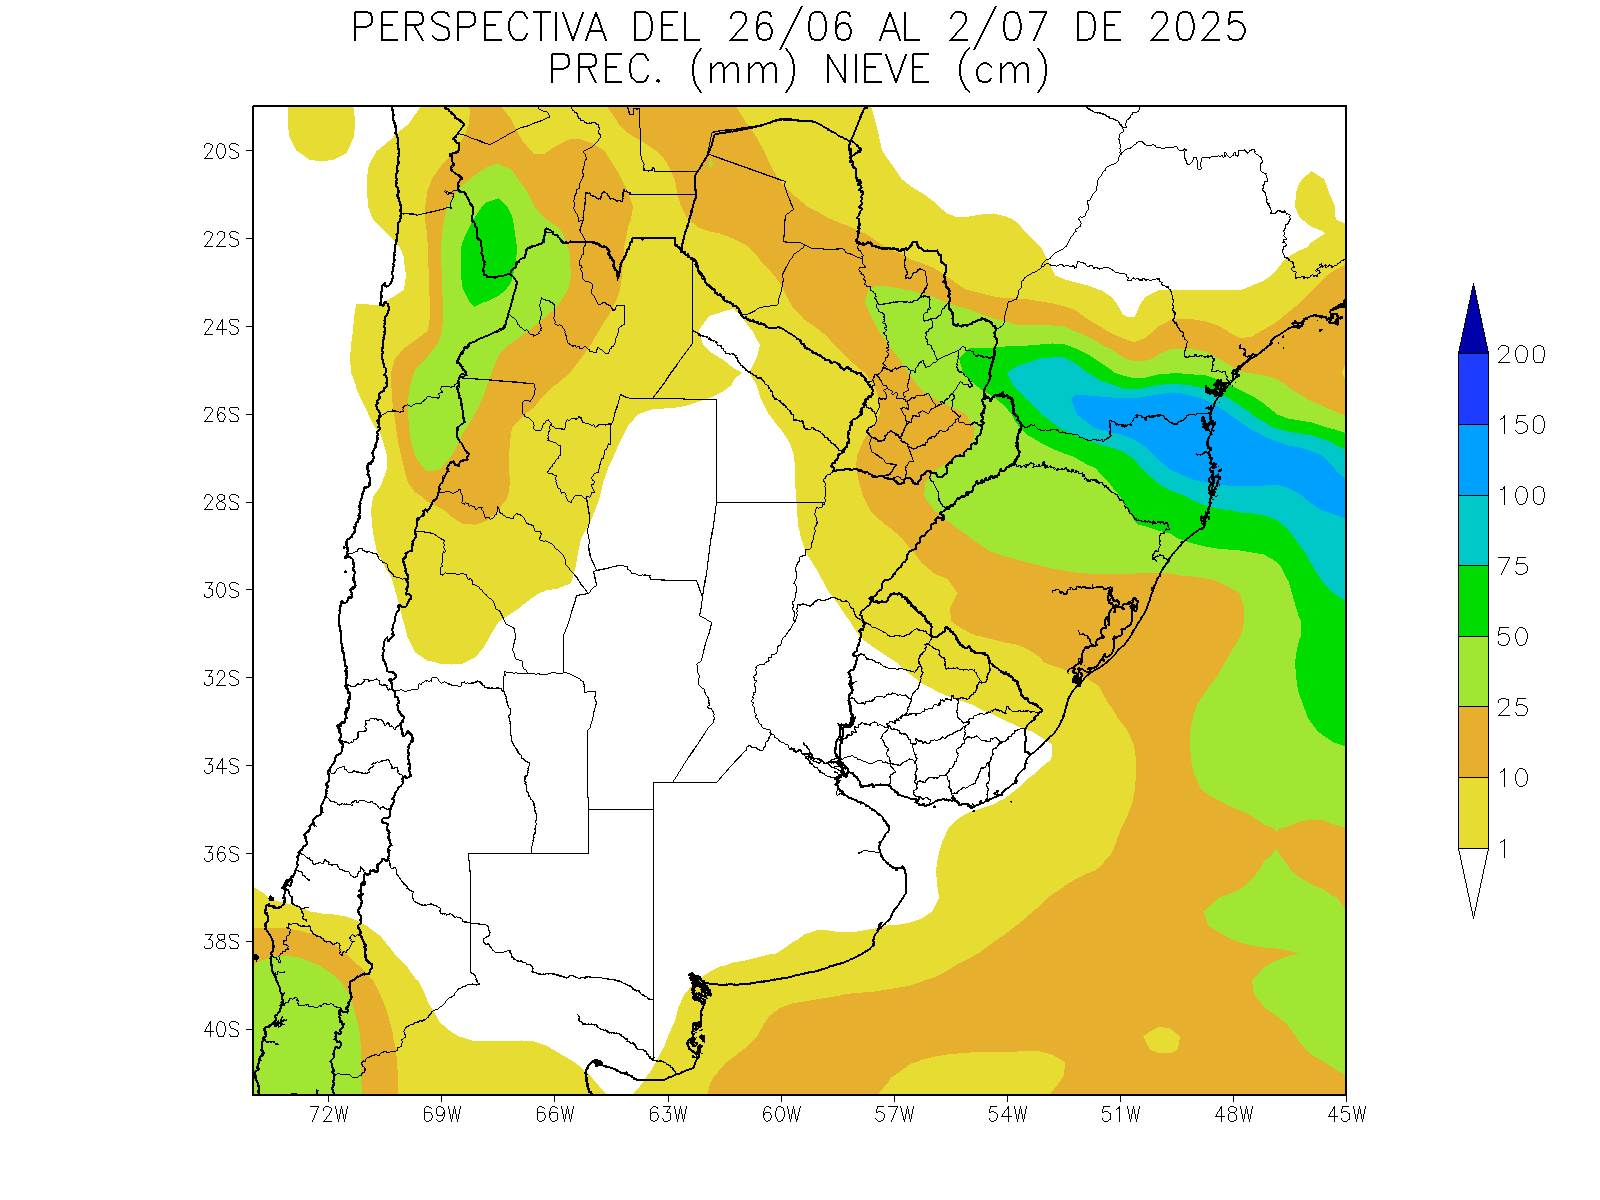 PERSPECTIVA DEL 26/06 AL 2/07 DE 2025
PREC. (mm) NIEVE (cm)
20S
22S
24S
26S
28S
30S
32S
34S
36S
38S
40S
72W 69W 66W 63W 60W 57W 54W 51W 48W 45W
200
150
100
75
50
25
10
1